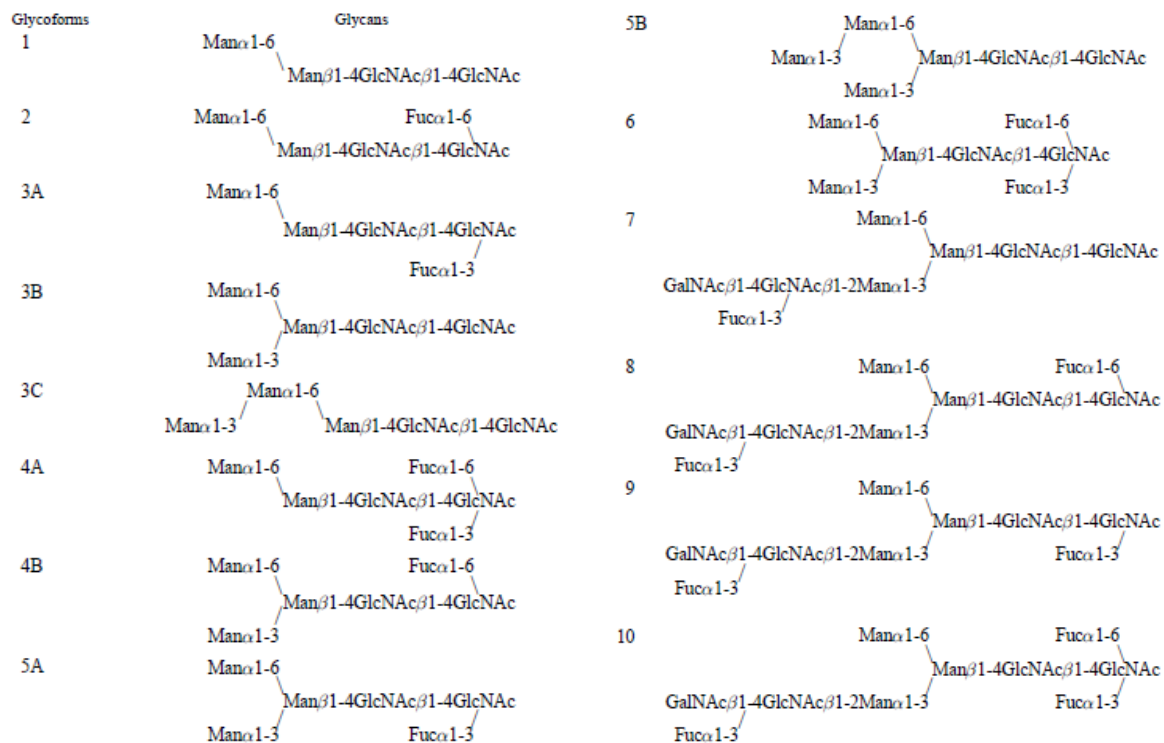 Glycoforms Glycans
1
Manα1-6
Manβ1-4GlcNAcβ1-4GlcNAc
2
Manα1-6 Fucα1-6
Manβ1-4GlcNAcβ1-4GlcNAc
3A
Manα1-6
Manβ1-4GlcNAcβ1-4GlcNAc
Fucα1-3
3B
Manα1-6
Manβ1-4GlcNAcβ1-4GlcNAc
Manα1-3
3C
Manα1-6
Manα1-3 Manβ1-4GlcNAcβ1-4GlcNAc
4A
Manα1-6 Fucα1-6
Manβ1-4GlcNAcβ1-4GlcNAc
Fucα1-3
4B
Manα1-6 Fucα1-6
Manβ1-4GlcNAcβ1-4GlcNAc
Manα1-3
5A
Manα1-6
Manβ1-4GlcNAcβ1-4GlcNAc
Manα1-3 Fucα1-3
5B
Manα1-6
Manα1-3 Manβ1-4GlcNAcβ1-4GlcNAc
Manα1-3
6
Manα1-6 Fucα1-6
Manβ1-4GlcNAcβ1-4GlcNAc
Manα1-3 Fucα1-3
7
Manα1-6
Manβ1-4GlcNAcβ1-4GlcNAc
GalNAcβ1-4GlcNAcβ1-2Manα1-3
Fucα1-3
8
Manα1-6 Fucα1-6
Manβ1-4GlcNAcβ1-4GlcNAc
GalNAcβ1-4GlcNAcβ1-2Manα1-3
Fucα1-3
9
Manα1-6
Manβ1-4GlcNAcβ1-4GlcNAc
GalNAcβ1-4GlcNAcβ1-2Manα1-3 Fucα1-3
Fucα1-3
10
Manα1-6 Fucα1-6
Manβ1-4GlcNAcβ1-4GlcNAc
GalNAcβ1-4GlcNAcβ1-2Manα1-3 Fucα1-3
Fucα1-3